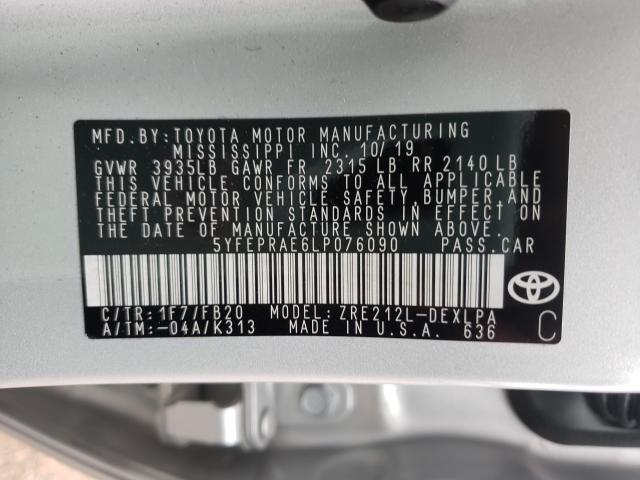 MFD. BY: TOYOTA MOTOR MANUFACTURING
MISSISSIPPI INC. 10/19
GVWR 3935LB GAWR FR 2315 LB RR 2140 LB
THIS VEHICLE CONFORMS TO ALL APPLICABLE
FEDERAL MOTOR VEHICLE SAFETY, BUMPER, AND
THEFT PREVENTION STANDARDS IN EFFECT ON
THE DATE OF MANUFACTURE SHOWN ABOVE.
5YFEPRAE6LP076090 PASS. CAR
C/TR: 1F7/FB20 MODEL: ZRE212L-DEXLPA
A/TM: -04A/K313 MADE IN U.S.A. 636
C